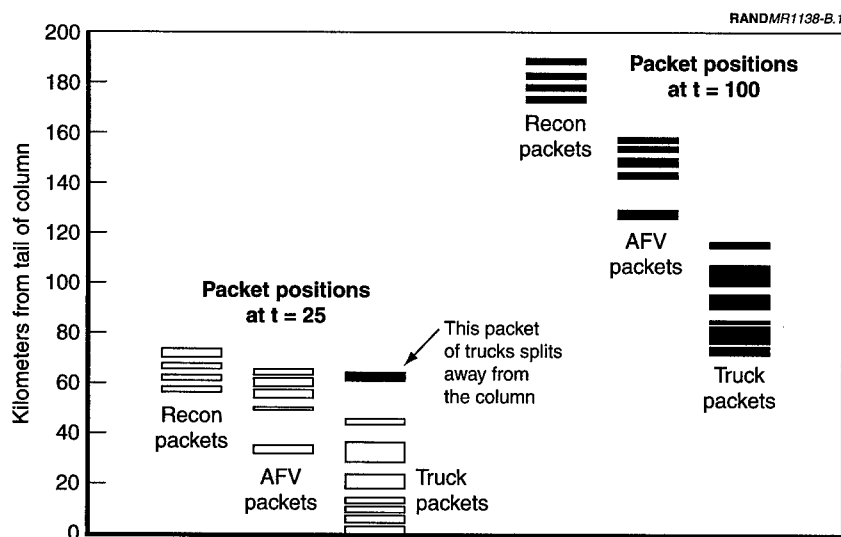 RANDMR1138-B.1
Kilometers from tail of column
200
180
160
140
120
100
80
60
40
20
0
Packet positions
at t = 100
Recon
packets
AFV
packets
Truck
packets
Packet positions
at t = 25
This packet
of trucks splits
away from
the column
Recon
packets
AFV
packets
Truck
packets